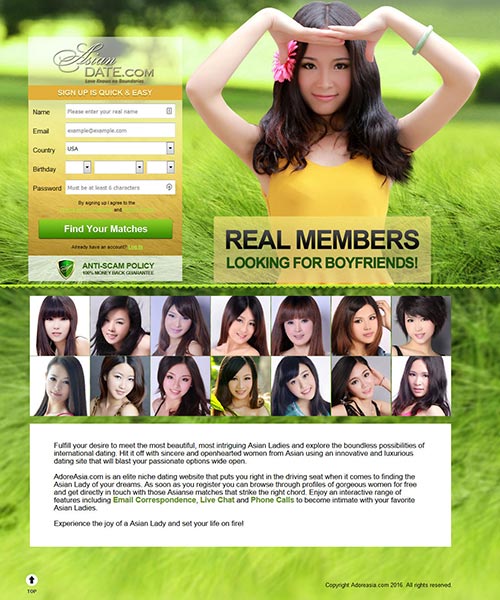 Asian
DATE.COM
Love Knows no Boundaries
SIGN UP IS QUICK & EASY
Name
Please enter your real name
Email
example@example.com
Country
USA
Birthday
Password
Must be at least 6 characters
By signing up I agree to the
and
Find Your Matches
Already have an account? Log In
ANTI-SCAM POLICY
100% MONEY BACK GUARANTEE
REAL MEMBERS
LOOKING FOR BOYFRIENDS!
Fulfill your desire to meet the most beautiful, most intriguing Asian Ladies and explore the boundless possibilities of
international dating. Hit it off with sincere and openhearted women from Asian using an innovative and luxurious
dating site that will blast your passionate options wide open.
AdoreAsia.com is an elite niche dating website that puts you right in the driving seat when it comes to finding the
Asian Lady of your dreams. As soon as you register you can browse through profiles of gorgeous women for free
and get directly in touch with those Asianse matches that strike the right chord. Enjoy an interactive range of
features including Email Correspondence, Live Chat and Phone Calls to become intimate with your favorite
Asian Ladies.
Experience the joy of a Asian Lady and set your life on fire!
TOP
Copyright Adoreasia.com 2016. All rights reserved.